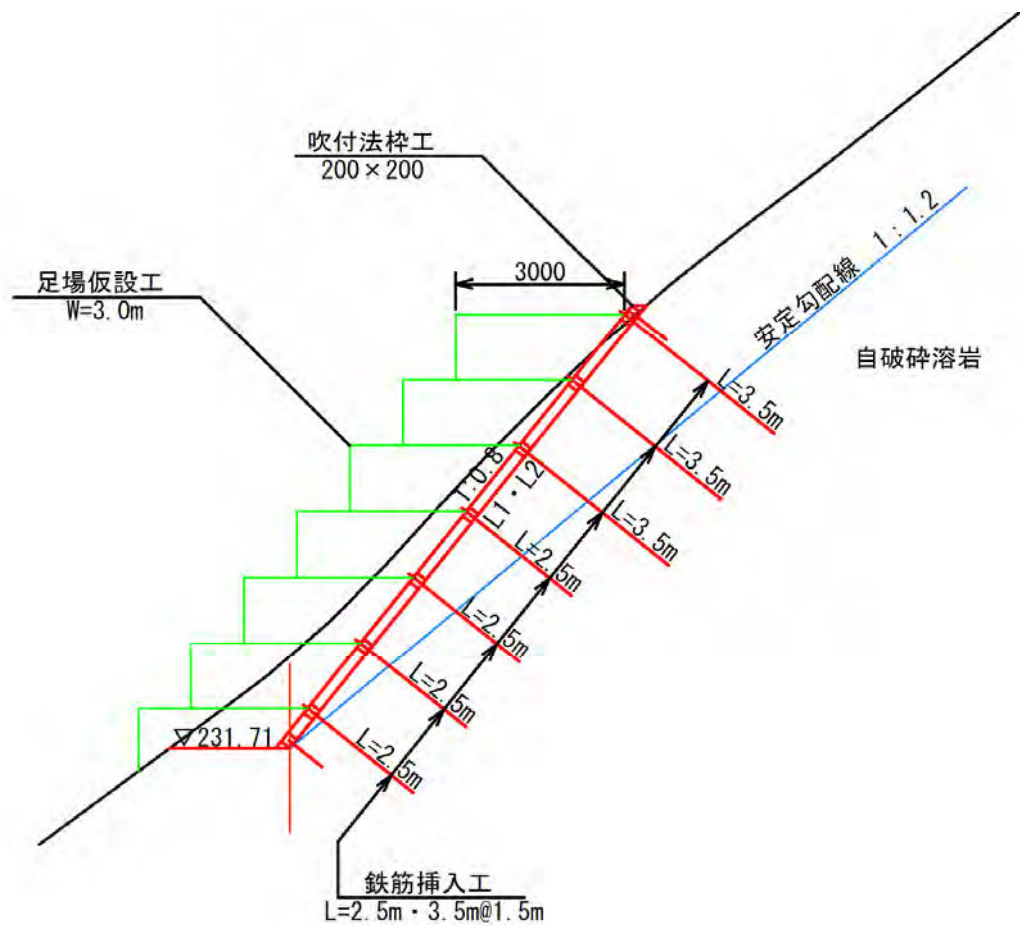 吹付法枠工
200×200
足場仮設工
W=3.0m
3000
安定勾配線 1:1.2
自破砕溶岩
1:0.8
L1・L2
L=3.5m
L=3.5m
L=3.5m
L=2.5m
L=2.5m
L=2.5m
L=2.5m
▽231.71
鉄筋挿入工
L=2.5m・3.5m@1.5m